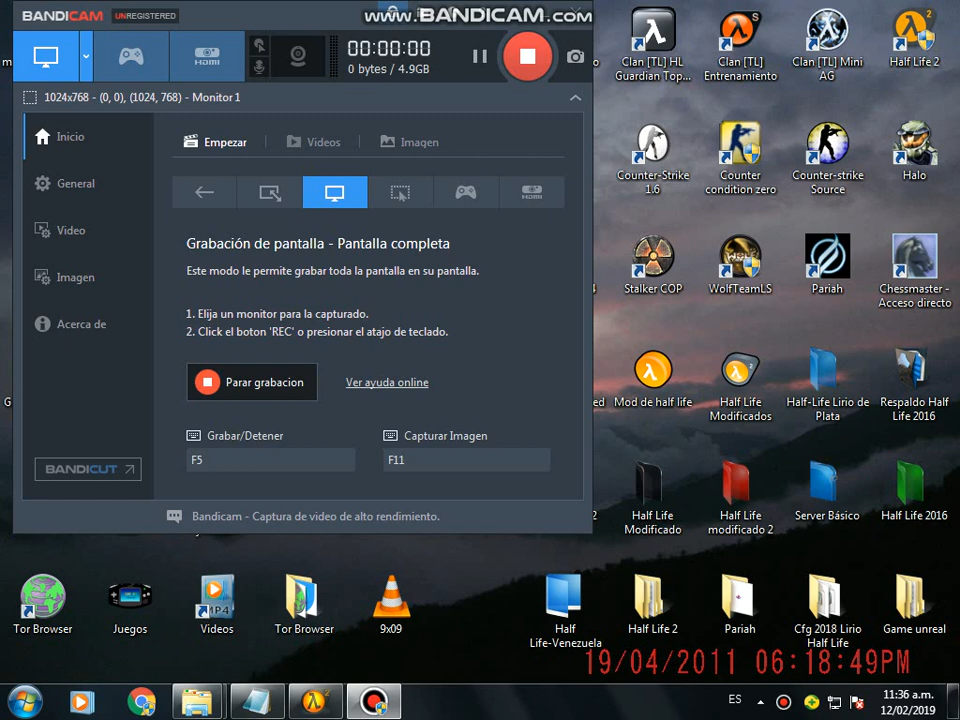 BANDICAM UNREGISTERED
www.BANDICAM.com
HDMI
00:00:00
0 bytes / 4.9GB
1024x768 - (0, 0), (1024, 768) - Monitor 1
Inicio
General
Video
Imagen
Acerca de
BANDICUT
Empezar
Videos
Imagen
HDMI
Grabación de pantalla - Pantalla completa
Este modo le permite grabar toda la pantalla en su pantalla.
1. Elija un monitor para la capturado.
2. Click el boton 'REC' o presionar el atajo de teclado.
Parar grabacion
Ver ayuda online
Grabar/Detener
Capturar Imagen
F5
F11
Bandicam - Captura de video de alto rendimiento.
Clan [TL] HL
Guardian Top...
Clan [TL]
Entrenamiento
Clan [TL] Mini
AG
Half Life 2
Counter-Strike
1.6
Counter
condition zero
Counter-strike
Source
Halo
Stalker COP
WolfTeamLS
Pariah
Chessmaster -
Acceso directo
Mod de half life
Half Life
Modificados
Half-Life Lirio de
Plata
Respaldo Half
Life 2016
Half Life
Modificado
Half Life
modificado 2
Server Básico
Half Life 2016
Tor Browser
Juegos
MP4
Videos
Tor Browser
9x09
Half
Life-Venezuela
Half Life 2
Pariah
Cfg 2018 Lirio
Half Life
Game unreal
19/04/2011 06:18:49PM
ES
11:36 a.m.
12/02/2019